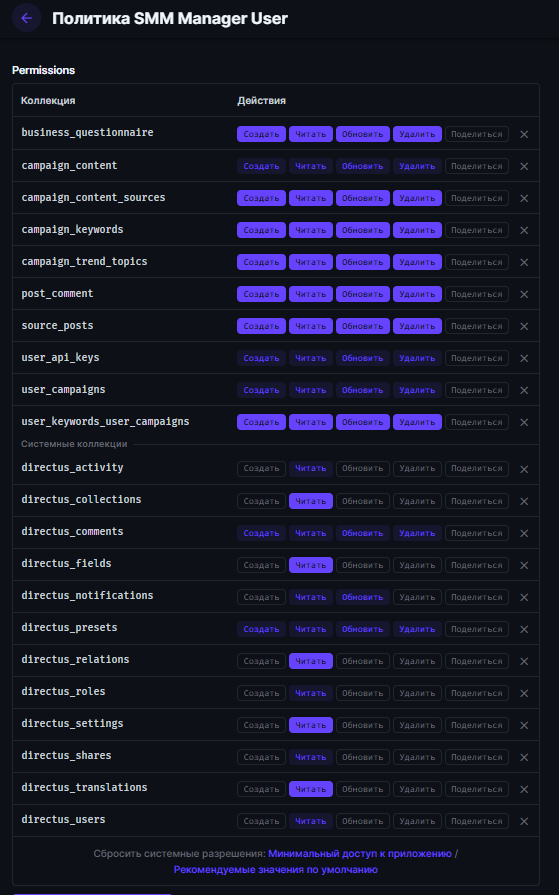 Политика SMM Manager User
Permissions
Коллекция Действия
business_questionnaire Создать Читать Обновить Удалить Поделиться
campaign_content Создать Читать Обновить Удалить Поделиться
campaign_content_sources Создать Читать Обновить Удалить Поделиться
campaign_keywords Создать Читать Обновить Удалить Поделиться
campaign_trend_topics Создать Читать Обновить Удалить Поделиться
post_comment Создать Читать Обновить Удалить Поделиться
source_posts Создать Читать Обновить Удалить Поделиться
user_api_keys Создать Читать Обновить Удалить Поделиться
user_campaigns Создать Читать Обновить Удалить Поделиться
user_keywords_user_campaigns Создать Читать Обновить Удалить Поделиться
Системные коллекции
directus_activity Создать Читать Обновить Удалить Поделиться
directus_collections Создать Читать Обновить Удалить Поделиться
directus_comments Создать Читать Обновить Удалить Поделиться
directus_fields Создать Читать Обновить Удалить Поделиться
directus_notifications Создать Читать Обновить Удалить Поделиться
directus_presets Создать Читать Обновить Удалить Поделиться
directus_relations Создать Читать Обновить Удалить Поделиться
directus_roles Создать Читать Обновить Удалить Поделиться
directus_settings Создать Читать Обновить Удалить Поделиться
directus_shares Создать Читать Обновить Удалить Поделиться
directus_translations Создать Читать Обновить Удалить Поделиться
directus_users Создать Читать Обновить Удалить Поделиться
Сбросить системные разрешения: Минимальный доступ к приложению /
Рекомендуемые значения по умолчанию